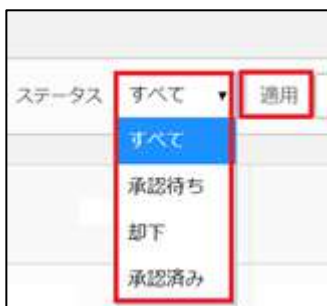 ステータス すべて ▼ 適用
すべて
承認待ち
却下
承認済み